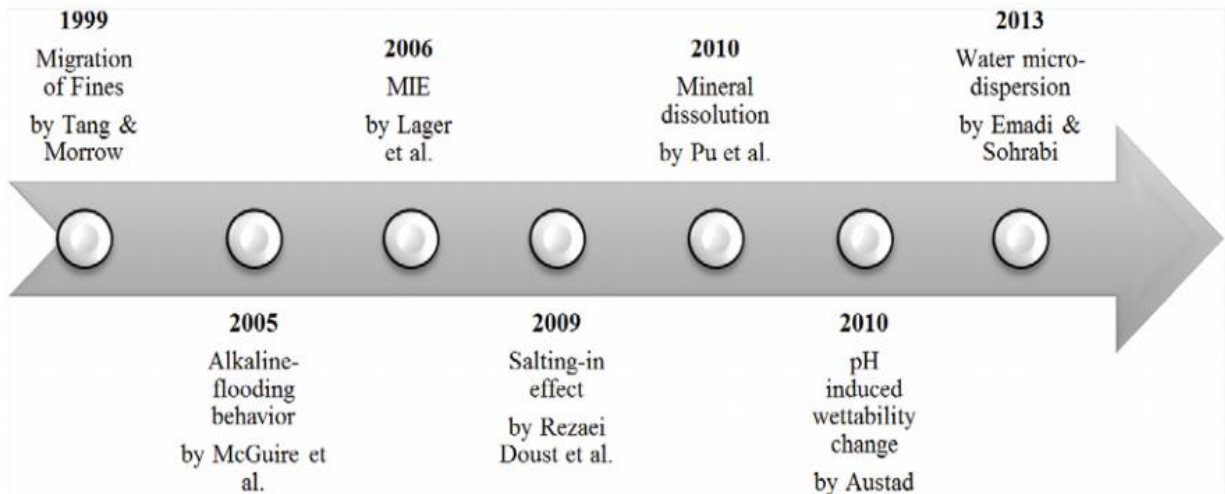 1999
Migration
of Fines
by Tang &
Morrow
2005
Alkaline-
flooding
behavior
by McGuire et
al.
2006
MIE
by Lager
et al.
2009
Salting-in
effect
by Rezaei
Doust et al.
2010
Mineral
dissolution
by Pu et al.
2010
pH
induced
wettability
change
by Austad
2013
Water micro-
dispersion
by Emadi &
Sohrabi